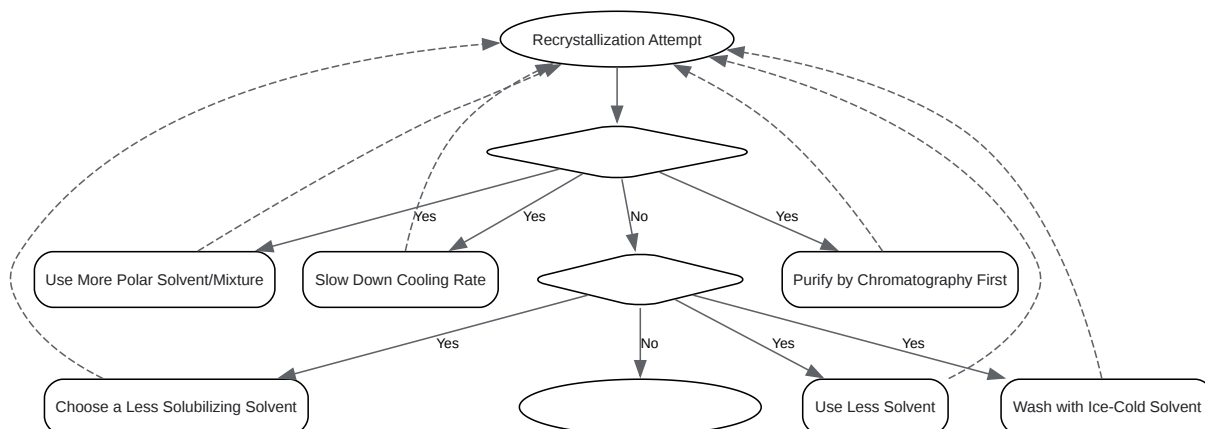 Recrystallization Attempt
Yes
Yes
No
Yes
Use More Polar Solvent/Mixture
Slow Down Cooling Rate
Purify by Chromatography First
Yes
No
Yes
Yes
Choose a Less Solubilizing Solvent
Use Less Solvent
Wash with Ice-Cold Solvent